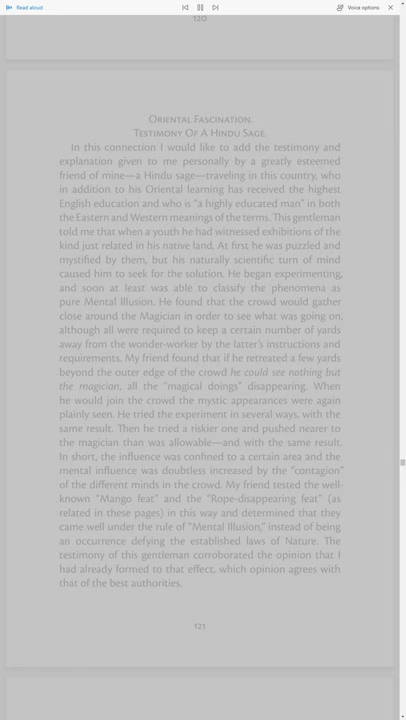 Read aloud
Voice options
120
Oriental Fascination.
Testimony Of A Hindu Sage.
In this connection I would like to add the testimony and
explanation given to me personally by a greatly esteemed
friend of mine—a Hindu sage—traveling in this country, who
in addition to his Oriental learning has received the highest
English education and who is “a highly educated man” in both
the Eastern and Western meanings of the terms. This gentleman
told me that when a youth he had witnessed exhibitions of the
kind just related in his native land. At first he was puzzled and
mystified by them, but his naturally scientific turn of mind
caused him to seek for the solution. He began experimenting,
and soon at least was able to classify the phenomena as
pure Mental Illusion. He found that the crowd would gather
close around the Magician in order to see what was going on,
although all were required to keep a certain number of yards
away from the wonder-worker by the latter’s instructions and
requirements. My friend found that if he retreated a few yards
beyond the outer edge of the crowd he could see nothing but
the magician, all the “magical doings” disappearing. When
he would join the crowd the mystic appearances were again
plainly seen. He tried the experiment in several ways, with the
same result. Then he tried a riskier one and pushed nearer to
the magician than was allowable—and with the same result.
In short, the influence was confined to a certain area and the
mental influence was doubtless increased by the “contagion”
of the different minds in the crowd. My friend tested the well-
known “Mango feat” and the “Rope-disappearing feat” (as
related in these pages) in this way and determined that they
came well under the rule of “Mental Illusion,” instead of being
an occurrence defying the established laws of Nature. The
testimony of this gentleman corroborated the opinion that I
had already formed to that effect, which opinion agrees with
that of the best authorities.
121